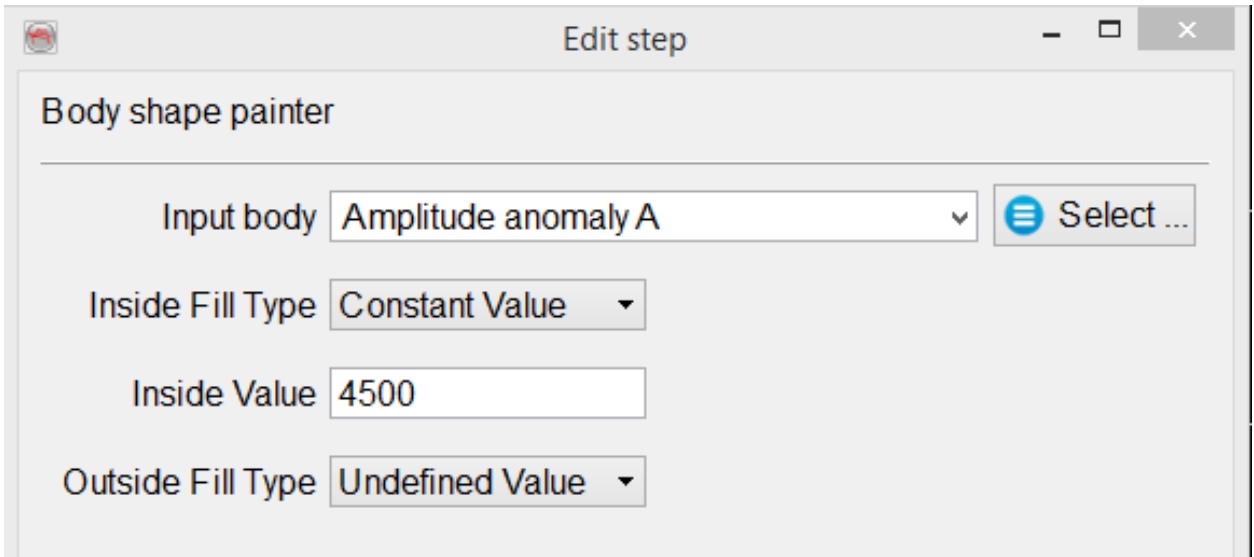 Edit step
Body shape painter
Input body Amplitude anomaly A Select ...
Inside Fill Type Constant Value
Inside Value 4500
Outside Fill Type Undefined Value